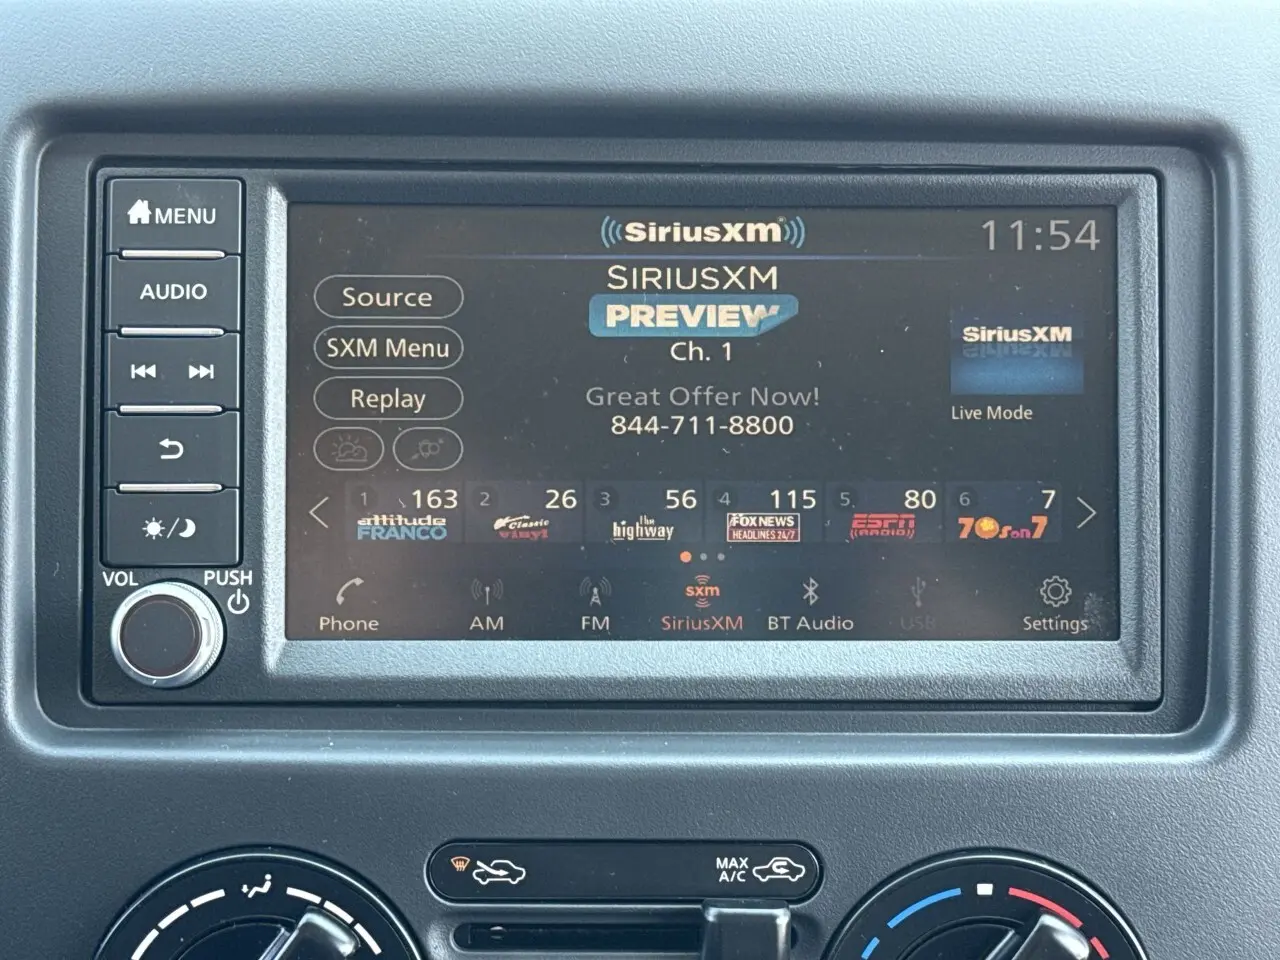 MENU
AUDIO
VOL
PUSH
SiriusXM
11:54
Source
SXM Menu
Replay
SIRIUSXM
PREVIEW
Ch. 1
Great Offer Now!
844-711-8800
SiriusXM
Live Mode
1 163
attitude
FRANCO
2 26
Classic
vinyl
3 56
the
highway
4 115
FOX NEWS
HEADLINES 24/7
5 80
ESPN
RADIO
6 7
70s on 7
Phone
AM
FM
sxm
SiriusXM
BT Audio
USB
Settings
MAX
A/C